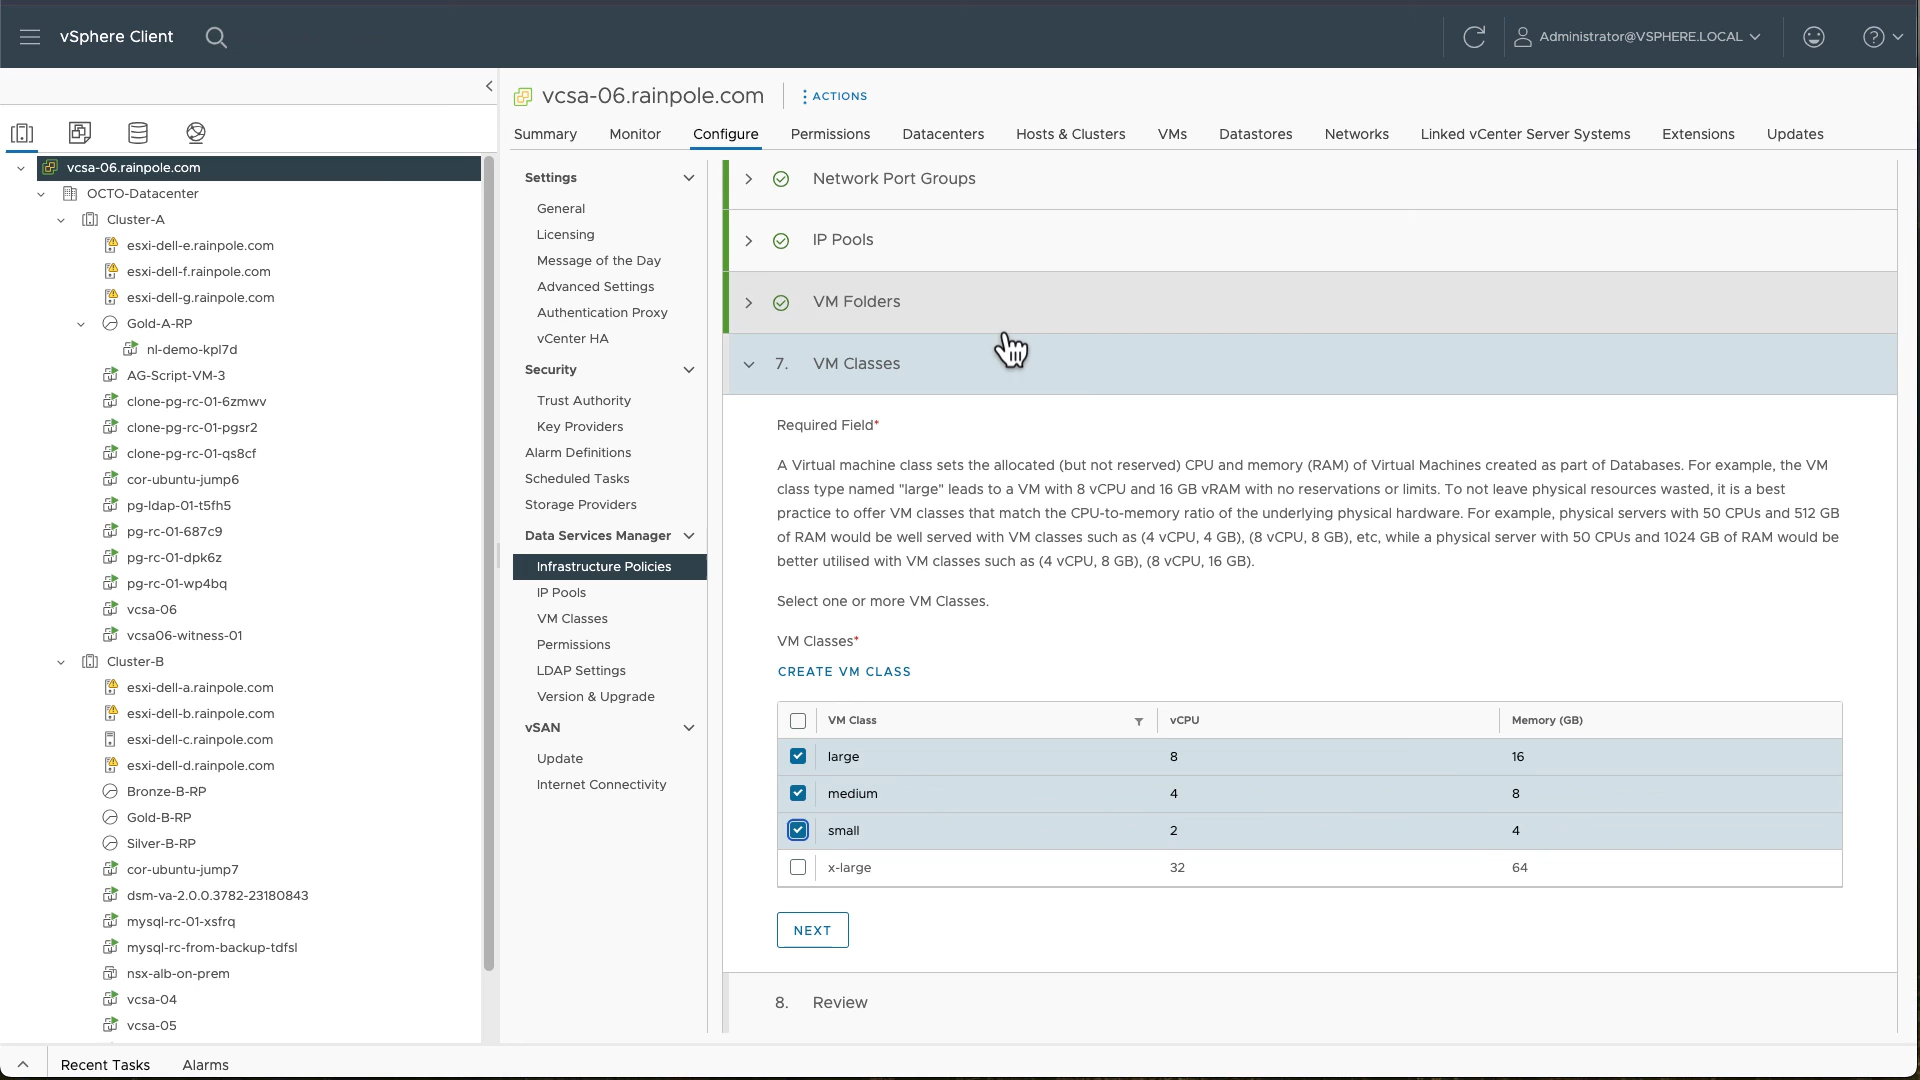 vSphere Client
Administrator@VSPHERE.LOCAL
vcsa-06.rainpole.com
ACTIONS
Summary
Monitor
Configure
Permissions
Datacenters
Hosts & Clusters
VMs
Datastores
Networks
Linked vCenter Server Systems
Extensions
Updates
vcsa-06.rainpole.com
OCTO-Datacenter
Cluster-A
esxi-dell-e.rainpole.com
esxi-dell-f.rainpole.com
esxi-dell-g.rainpole.com
Gold-A-RP
nl-demo-kpl7d
AG-Script-VM-3
clone-pg-rc-01-6zmwv
clone-pg-rc-01-pgsr2
clone-pg-rc-01-qs8cf
cor-ubuntu-jump6
pg-ldap-01-t5fh5
pg-rc-01-687c9
pg-rc-01-dpk6z
pg-rc-01-wp4bq
vcsa-06
vcsa06-witness-01
Cluster-B
esxi-dell-a.rainpole.com
esxi-dell-b.rainpole.com
esxi-dell-c.rainpole.com
esxi-dell-d.rainpole.com
Bronze-B-RP
Gold-B-RP
Silver-B-RP
cor-ubuntu-jump7
dsm-va-2.0.0.3782-23180843
mysql-rc-01-xsfrq
mysql-rc-from-backup-tdfsl
nsx-alb-on-prem
vcsa-04
vcsa-05
Settings
General
Licensing
Message of the Day
Advanced Settings
Authentication Proxy
vCenter HA
Security
Trust Authority
Key Providers
Alarm Definitions
Scheduled Tasks
Storage Providers
Data Services Manager
Infrastructure Policies
IP Pools
VM Classes
Permissions
LDAP Settings
Version & Upgrade
vSAN
Update
Internet Connectivity
Network Port Groups
IP Pools
VM Folders
7. VM Classes
Required Field*
A Virtual machine class sets the allocated (but not reserved) CPU and memory (RAM) of Virtual Machines created as part of Databases. For example, the VM
class type named "large" leads to a VM with 8 vCPU and 16 GB vRAM with no reservations or limits. To not leave physical resources wasted, it is a best
practice to offer VM classes that match the CPU-to-memory ratio of the underlying physical hardware. For example, physical servers with 50 CPUs and 512 GB
of RAM would be well served with VM classes such as (4 vCPU, 4 GB), (8 vCPU, 8 GB), etc, while a physical server with 50 CPUs and 1024 GB of RAM would be
better utilised with VM classes such as (4 vCPU, 8 GB), (8 vCPU, 16 GB).
Select one or more VM Classes.
VM Classes*
CREATE VM CLASS
VM Class vCPU Memory (GB)
large 8 16
medium 4 8
small 2 4
x-large 32 64
NEXT
8. Review
Recent Tasks
Alarms